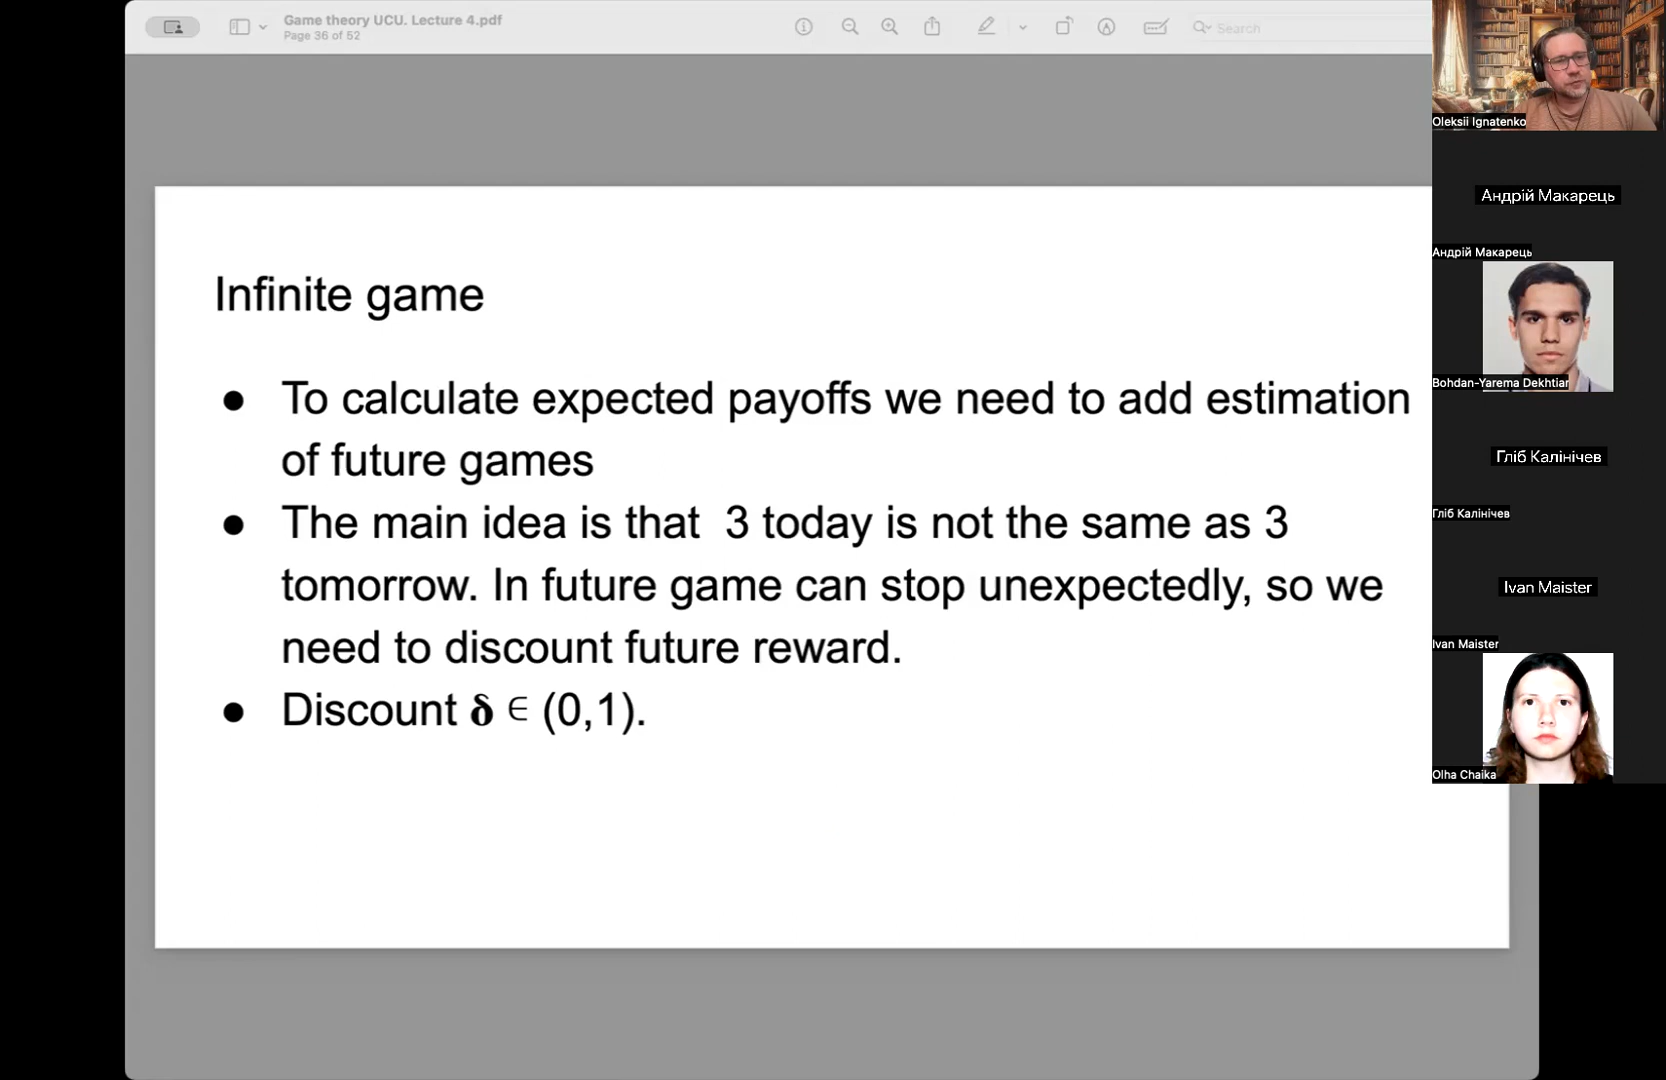 Game theory UCU. Lecture 4.pdf
Page 36 of 52
Search
Infinite game
● To calculate expected payoffs we need to add estimation
of future games
● The main idea is that 3 today is not the same as 3
tomorrow. In future game can stop unexpectedly, so we
need to discount future reward.
● Discount δ ∈ (0,1).
Oleksii Ignatenko
Андрій Макарець
Андрій Макарець
Bohdan-Yarema Dekhtiar
Гліб Калінічев
Гліб Калінічев
Ivan Maister
Ivan Maister
Olha Chaika